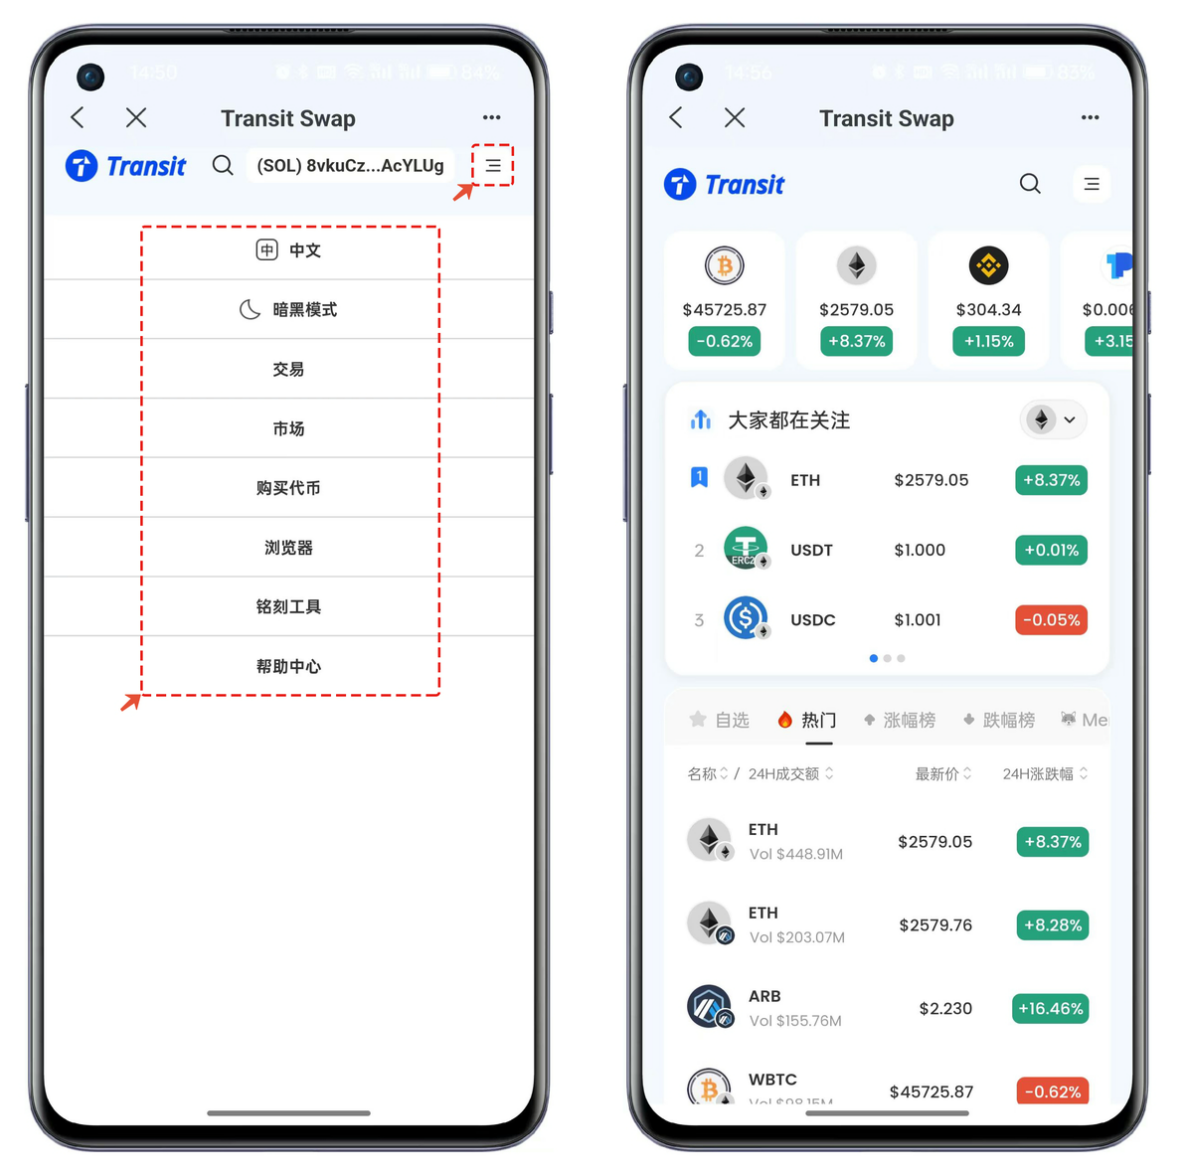 14:50
84%
Transit Swap
Transit
(SOL) 8vkuCz...AcYLUg
中 中文
暗黑模式
交易
市场
购买代币
浏览器
铭刻工具
帮助中心
14:56
83%
Transit Swap
Transit
$45725.87
$2579.05
$304.34
$0.006
-0.62%
+8.37%
+1.15%
+3.15
大家都在关注
1 ETH $2579.05 +8.37%
2 USDT $1.000 +0.01%
ERC2
3 USDC $1.001 -0.05%
自选 热门 涨幅榜 跌幅榜 Me
名称 / 24H成交额 最新价 24H涨跌幅
ETH
Vol $448.91M
$2579.05 +8.37%
ETH
Vol $203.07M
$2579.76 +8.28%
ARB
Vol $155.76M
$2.230 +16.46%
WBTC
Vol $98.15M
$45725.87 -0.62%